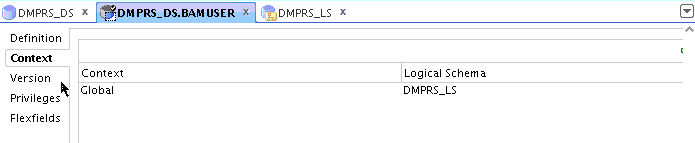 DMPRS_DS DMPRS_DS.BAMUSER DMPRS_LS
Definition
Context
Version
Privileges
Flexfields
Context Logical Schema
Global DMPRS_LS